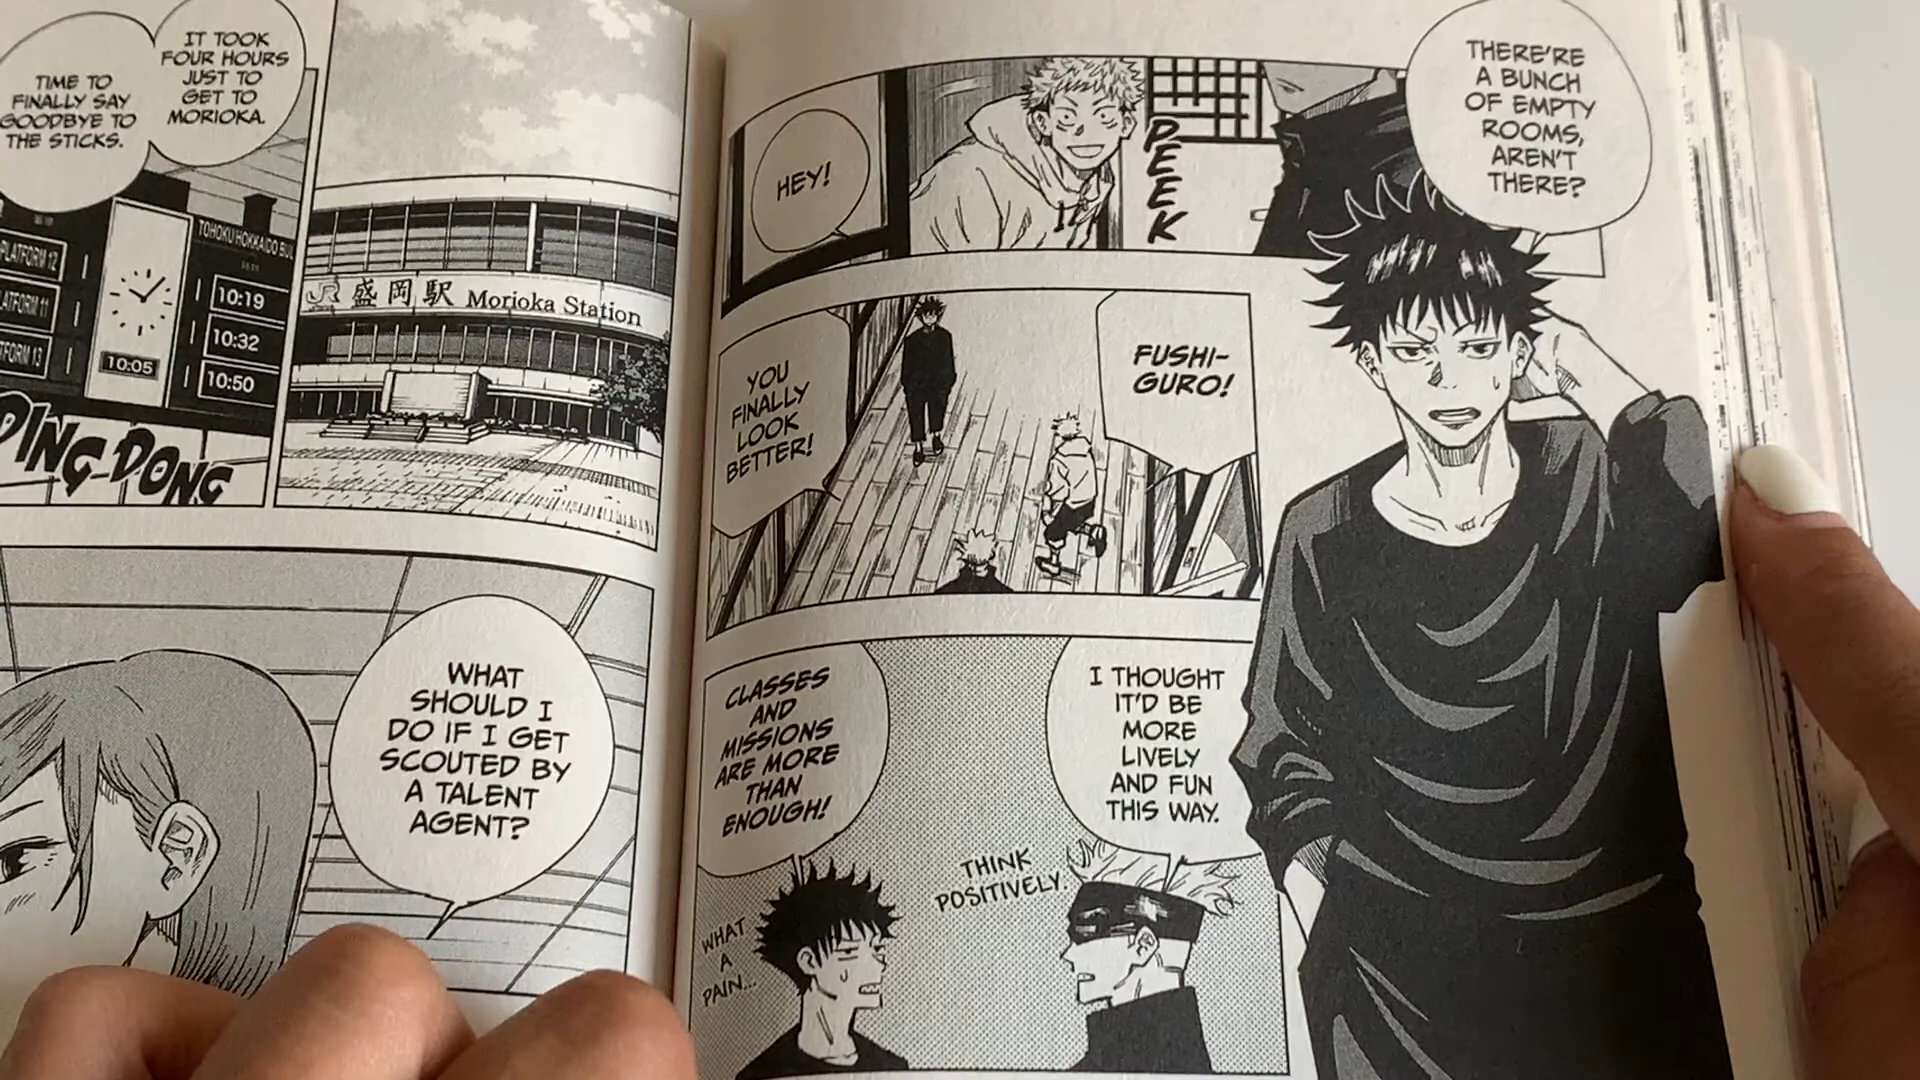 THERE'RE
A BUNCH
OF EMPTY
ROOMS,
AREN'T
THERE?
PEEK
HEY!
FUSHI-
GURO!
YOU
FINALLY
LOOK
BETTER!
I THOUGHT
IT'D BE
MORE
LIVELY
AND FUN
THIS WAY.
THINK
POSITIVELY.
CLASSES
AND
MISSIONS
ARE MORE
THAN
ENOUGH!
WHAT
A
PAIN...
JR 盛岡駅 Morioka Station
IT TOOK
FOUR HOURS
JUST TO
GET TO
MORIOKA.
TIME TO
FINALLY SAY
GOODBYE TO
THE STICKS.
TOHOKU HOKKAIDO
PLATFORM 12
PLATFORM 11
13
10:05
10:19
10:32
10:50
DING DONG
WHAT
SHOULD I
DO IF I GET
SCOUTED BY
A TALENT
AGENT?